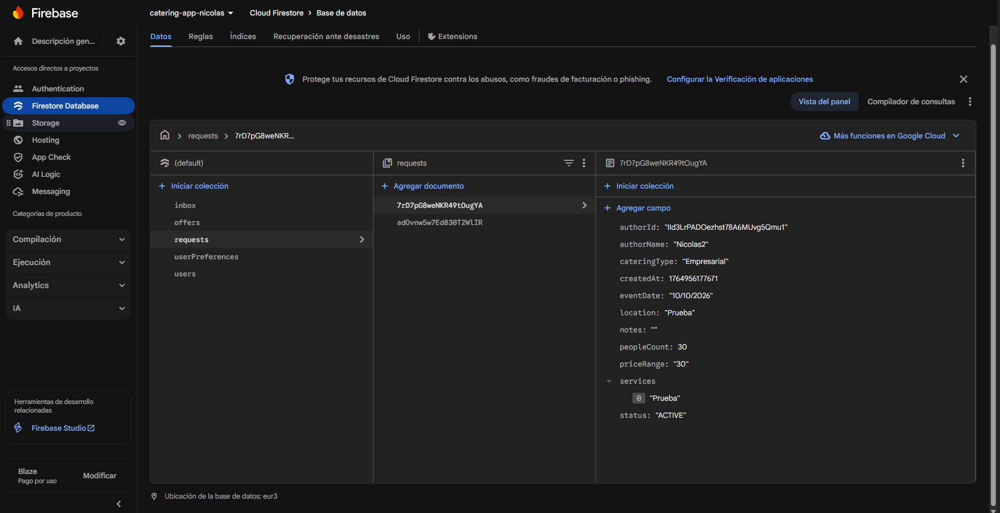 Firebase
catering-app-nicolas
Cloud Firestore > Base de datos
Descripción gen...
Datos
Reglas
Índices
Recuperación ante desastres
Uso
Extensions
Accesos directos a proyectos
Authentication
Firestore Database
Storage
Hosting
App Check
AI Logic
Messaging
Categorías de producto
Compilación
Ejecución
Analytics
IA
Herramientas de desarrollo
relacionadas
Firebase Studio
Blaze
Pago por uso
Modificar
Protege tus recursos de Cloud Firestore contra los abusos, como fraudes de facturación o phishing.
Configurar la Verificación de aplicaciones
Vista del panel
Compilador de consultas
requests > 7rD7pG8weNKR...
Más funciones en Google Cloud
(default)
Iniciar colección
inbox
offers
requests
userPreferences
users
requests
Agregar documento
7rD7pG8weNKR49tOugYA
adOvnw5w7Ed830T2WlIR
7rD7pG8weNKR49tOugYA
Iniciar colección
Agregar campo
authorId: "IId3LrPADOezhst78A6MUvg5Qmu1"
authorName: "Nicolas2"
cateringType: "Empresarial"
createdAt: 1764956177671
eventDate: "10/10/2026"
location: "Prueba"
notes: ""
peopleCount: 30
priceRange: "30"
services
0 "Prueba"
status: "ACTIVE"
Ubicación de la base de datos: eur3